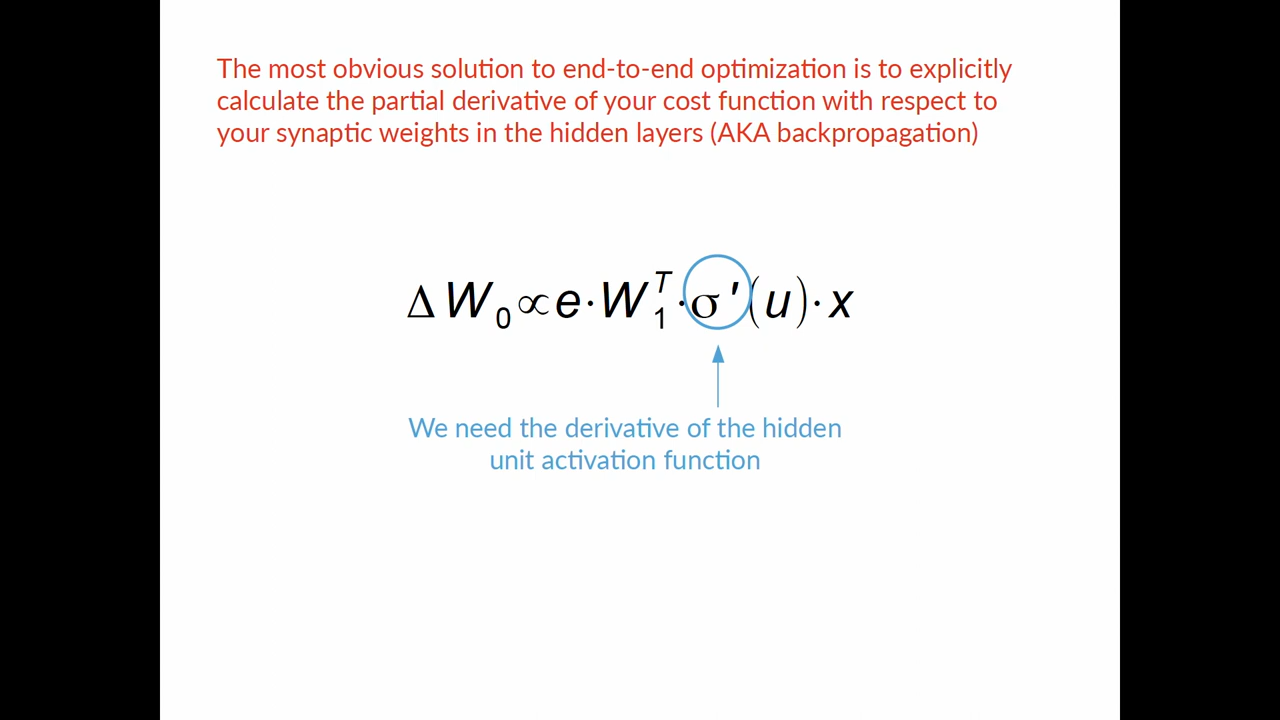 The most obvious solution to end-to-end optimization is to explicitly
calculate the partial derivative of your cost function with respect to
your synaptic weights in the hidden layers (AKA backpropagation)
Δ W₀ ∝ e · W₁ᵀ · σ ′(u) · x
We need the derivative of the hidden
unit activation function